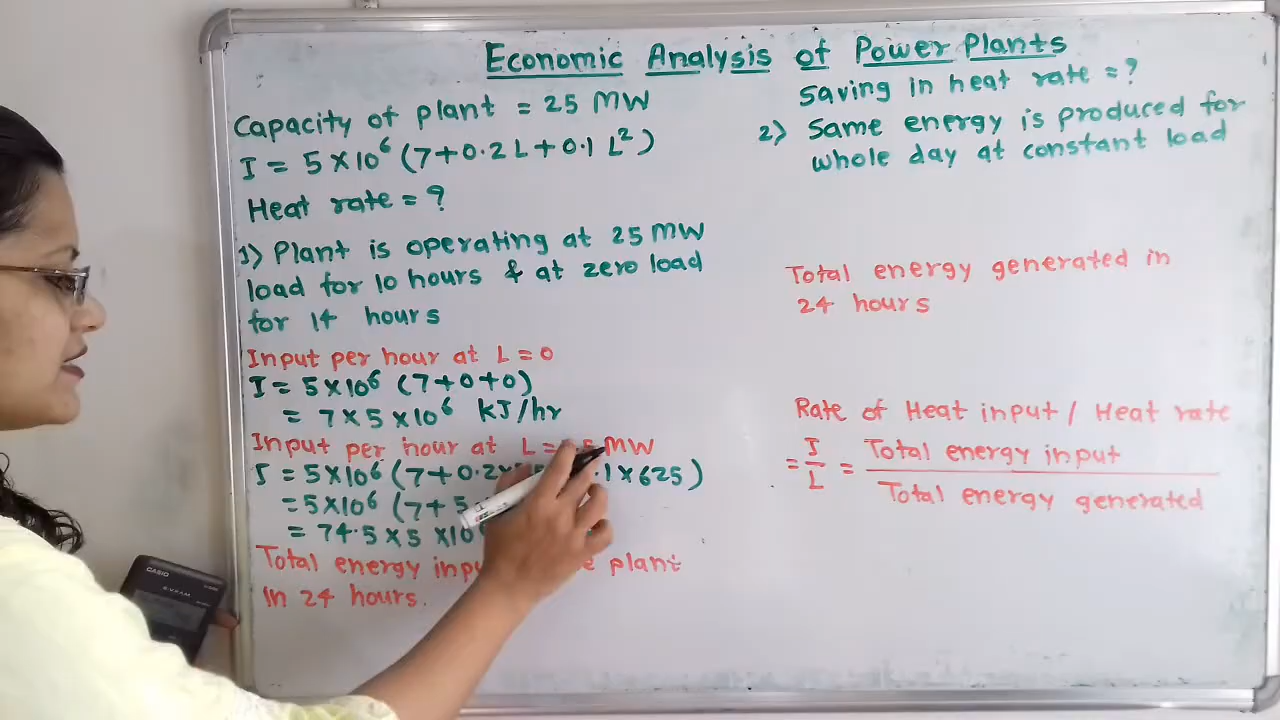 Economic Analysis of Power Plants
Capacity of plant = 25 MW
I = 5 × 10⁶ (7+0.2 L+0.1 L²)
Heat rate = ?
1) Plant is operating at 25 MW
load for 10 hours & at zero load
for 14 hours
Input per hour at L = 0
I = 5×10⁶ (7+0+0)
= 7 × 5 × 10⁶ KJ/hr
Input per hour at L = MW
I = 5×10⁶ (7+0.2× .1×625)
= 5×10⁶ (7+5
= 74.5 × 5 × 10⁶
Total energy plant
in 24 hours.
Saving in heat rate = ?
2) Same energy is produced for
whole day at constant load
Total energy generated in
24 hours
Rate of Heat input / Heat rate
= I/L = Total energy input / Total energy generated
CASIO